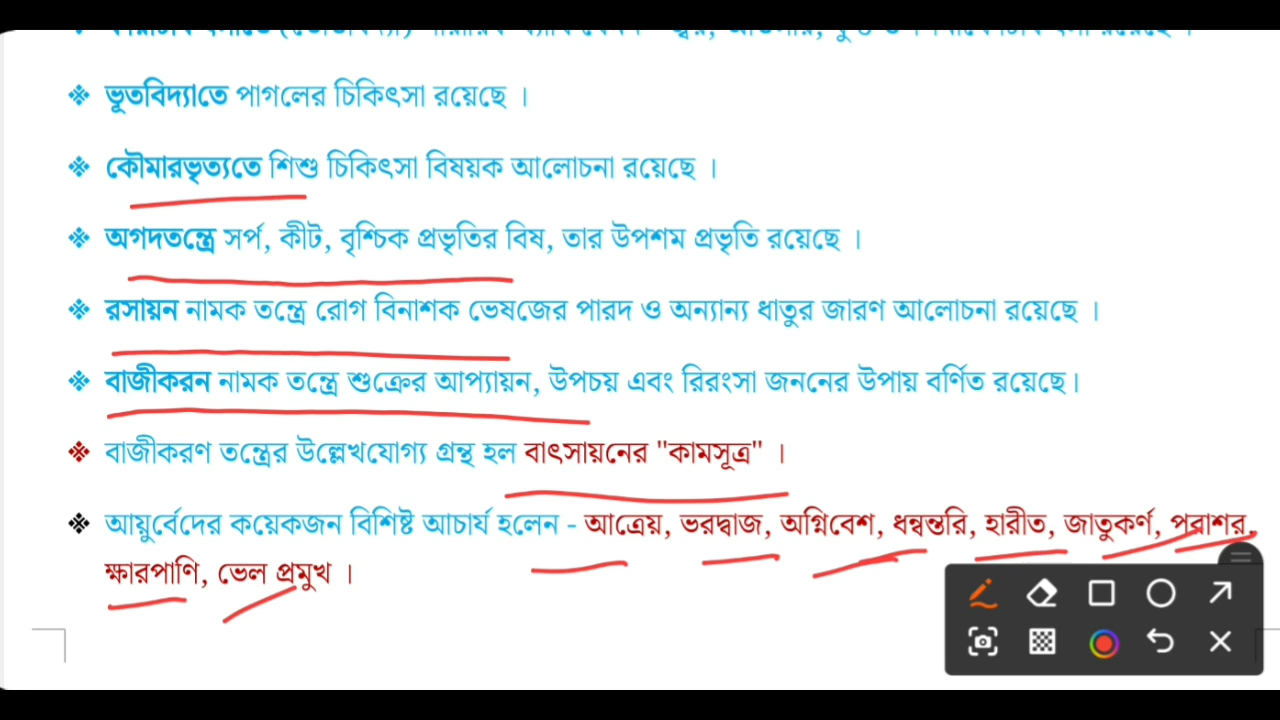 ❖ ভূতবিদ্যাতে পাগলের চিকিৎসা রয়েছে ।
❖ কৌমারভৃত্যতে শিশু চিকিৎসা বিষয়ক আলোচনা রয়েছে ।
❖ অগদতন্ত্রে সর্প, কীট, বৃশ্চিক প্রভৃতির বিষ, তার উপশম প্রভৃতি রয়েছে ।
❖ রসায়ন নামক তন্ত্রে রোগ বিনাশক ভেষজের পারদ ও অন্যান্য ধাতুর জারণ আলোচনা রয়েছে ।
❖ বাজীকরন নামক তন্ত্রে শুক্রের আপ্যায়ন, উপচয় এবং রিরংসা জননের উপায় বর্ণিত রয়েছে।
❖ বাজীকরণ তন্ত্রের উল্লেখযোগ্য গ্রন্থ হল বাৎসায়নের "কামসূত্র" ।
❖ আয়ুর্বেদের কয়েকজন বিশিষ্ট আচার্য হলেন - আত্রেয়, ভরদ্বাজ, অগ্নিবেশ, ধন্বন্তরি, হারীত, জাতুকর্ণ, পরাশর,
ক্ষারপাণি, ভেল প্রমুখ ।